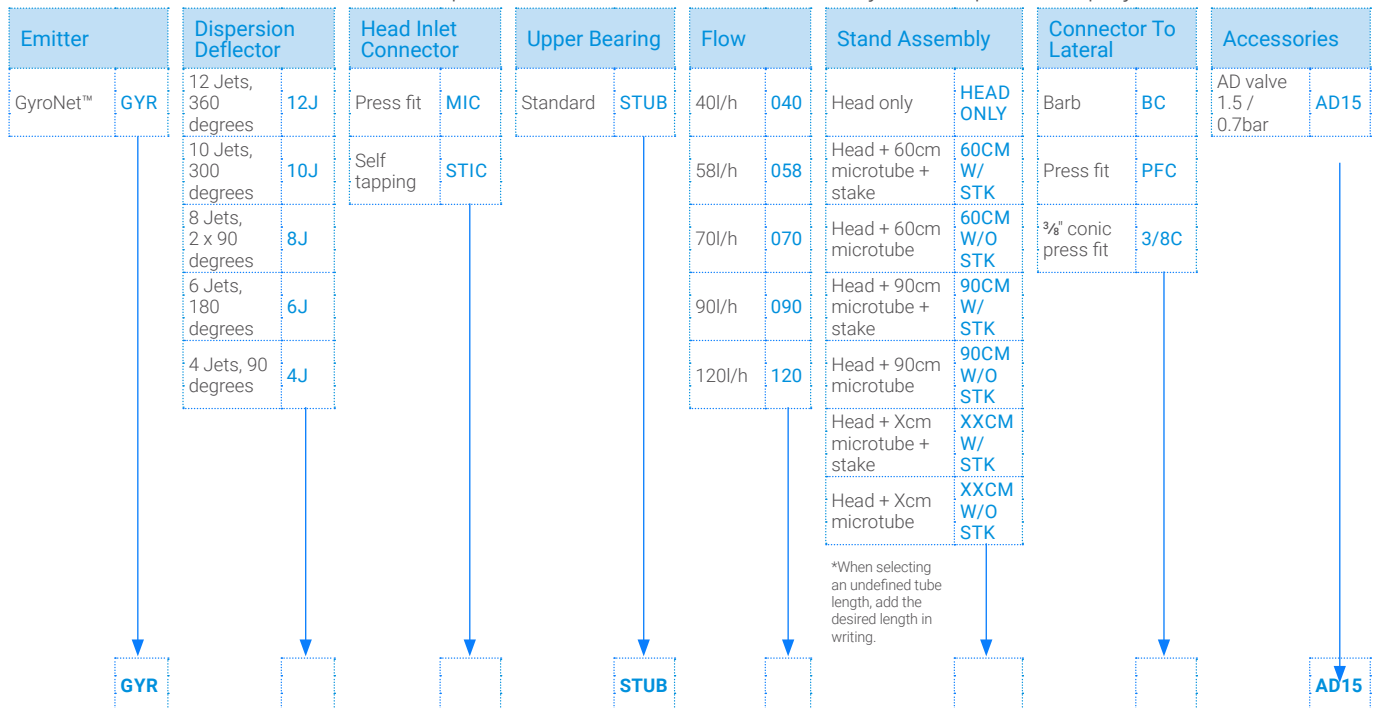 Emitter
Dispersion
Deflector
Head Inlet
Connector
Upper Bearing
Flow
Stand Assembly
Connector To
Lateral
Accessories
GyroNet™ GYR
12 Jets,
360
degrees
12J
Press fit MIC
Standard STUB
40l/h 040
Head only
HEAD
ONLY
Barb BC
AD valve
1.5 /
0.7bar
AD15
10 Jets,
300
degrees
10J
Self
tapping
STIC
58l/h 058
Head + 60cm
microtube +
stake
60CM
W/
STK
Press fit PFC
8 Jets,
2 x 90
degrees
8J
70l/h 070
Head + 60cm
microtube
60CM
W/O
STK
⅜" conic
press fit
3/8C
6 Jets,
180
degrees
6J
90l/h 090
Head + 90cm
microtube +
stake
90CM
W/
STK
4 Jets, 90
degrees
4J
120l/h 120
Head + 90cm
microtube
90CM
W/O
STK
Head + Xcm
microtube +
stake
XXCM
W/
STK
Head + Xcm
microtube
XXCM
W/O
STK
*When selecting
an undefined tube
length, add the
desired length in
writing.
GYR STUB AD15